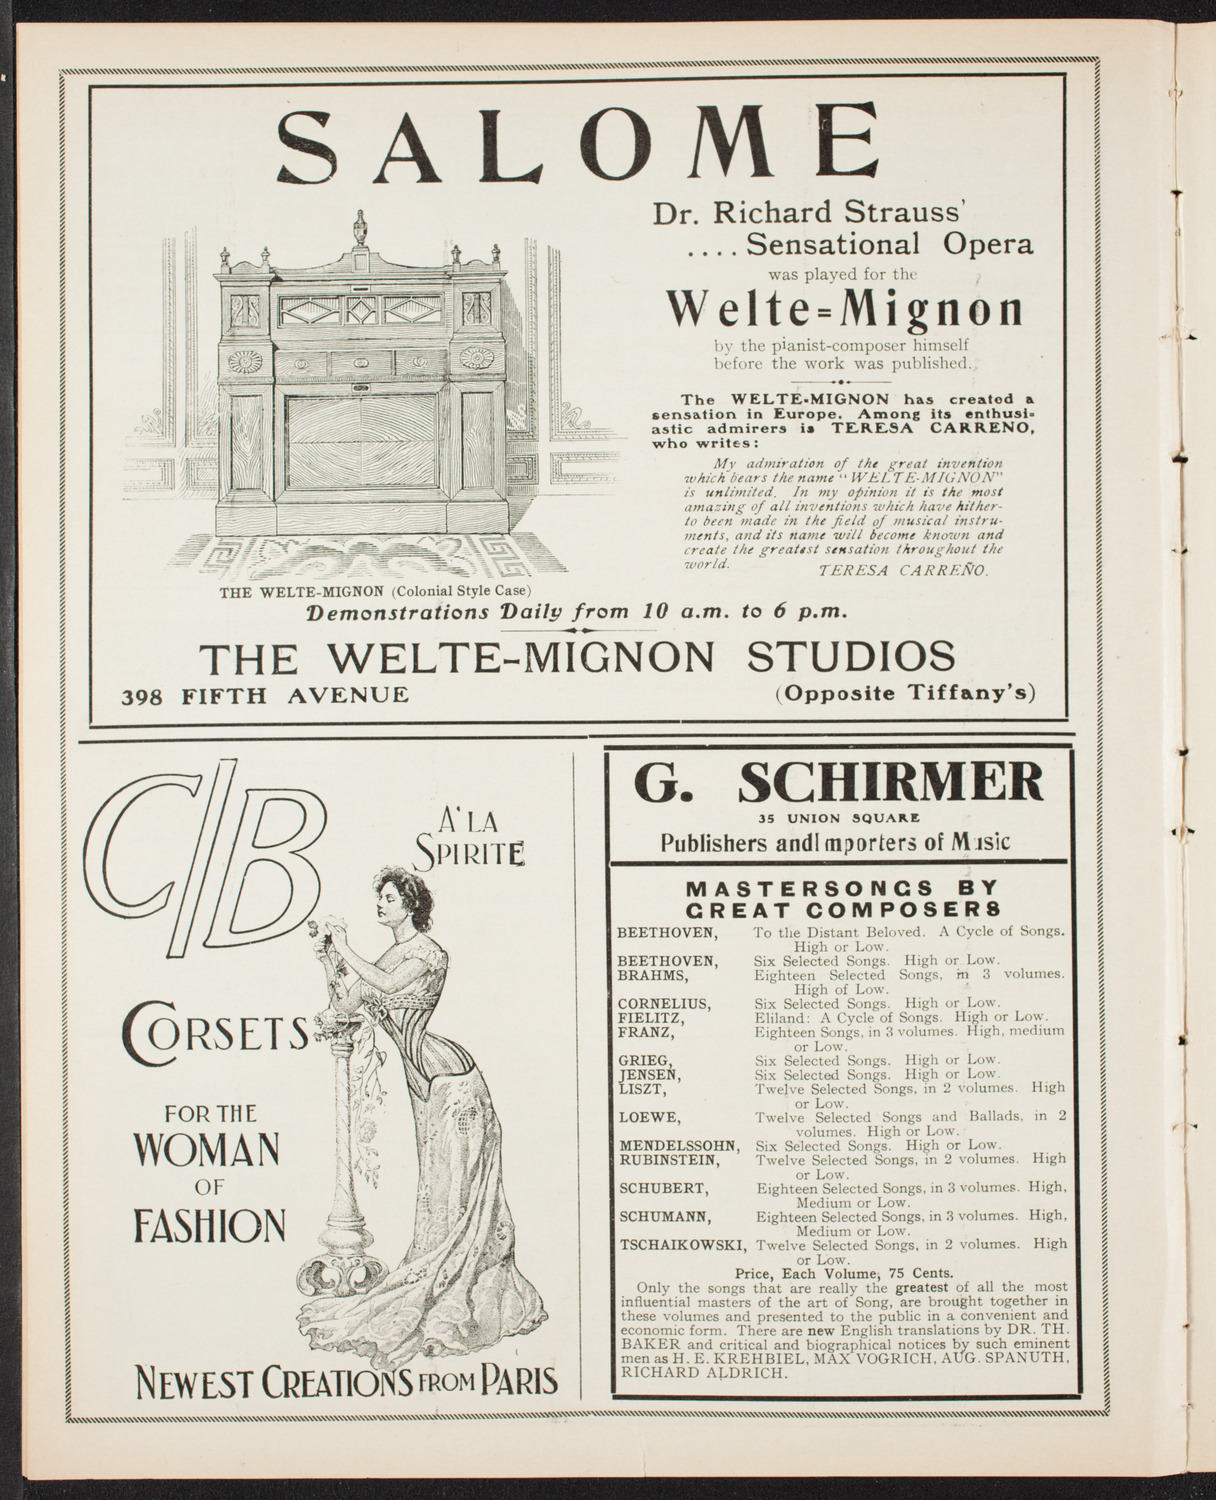 SALOME
Dr. Richard Strauss'
.... Sensational Opera
was played for the
Welte=Mignon
by the pianist-composer himself
before the work was published.
The WELTE-MIGNON has created a
sensation in Europe. Among its enthusi-
astic admirers is TERESA CARRENO,
who writes:
My admiration of the great invention
which bears the name "WELTE-MIGNON"
is unlimited. In my opinion it is the most
amazing of all inventions which have hither-
to been made in the field of musical instru-
ments, and its name will become known and
create the greatest sensation throughout the
world.
TERESA CARREÑO.
THE WELTE-MIGNON (Colonial Style Case)
Demonstrations Daily from 10 a.m. to 6 p.m.
THE WELTE-MIGNON STUDIOS
398 FIFTH AVENUE (Opposite Tiffany's)
C/B
A' LA
SPIRITE
CORSETS
FOR THE
WOMAN
OF
FASHION
NEWEST CREATIONS FROM PARIS
G. SCHIRMER
35 UNION SQUARE
Publishers andImporters of Music
MASTERSONGS BY
GREAT COMPOSERS
BEETHOVEN, To the Distant Beloved. A Cycle of Songs.
High or Low.
BEETHOVEN, Six Selected Songs. High or Low.
BRAHMS, Eighteen Selected Songs, in 3 volumes.
High of Low.
CORNELIUS, Six Selected Songs. High or Low.
FIELITZ, Eliland: A Cycle of Songs. High or Low.
FRANZ, Eighteen Songs, in 3 volumes. High, medium
or Low.
GRIEG, Six Selected Songs. High or Low.
JENSEN, Six Selected Songs. High or Low.
LISZT, Twelve Selected Songs, in 2 volumes. High
or Low.
LOEWE, Twelve Selected Songs and Ballads, in 2
volumes. High or Low.
MENDELSSOHN, Six Selected Songs. High or Low.
RUBINSTEIN, Twelve Selected Songs, in 2 volumes. High
or Low.
SCHUBERT, Eighteen Selected Songs, in 3 volumes. High,
Medium or Low.
SCHUMANN, Eighteen Selected Songs, in 3 volumes. High,
Medium or Low.
TSCHAIKOWSKI, Twelve Selected Songs, in 2 volumes. High
or Low.
Price, Each Volume, 75 Cents.
Only the songs that are really the greatest of all the most
influential masters of the art of Song, are brought together in
these volumes and presented to the public in a convenient and
economic form. There are new English translations by DR. TH.
BAKER and critical and biographical notices by such eminent
men as H. E. KREHBIEL, MAX VOGRICH, AUG. SPANUTH,
RICHARD ALDRICH.